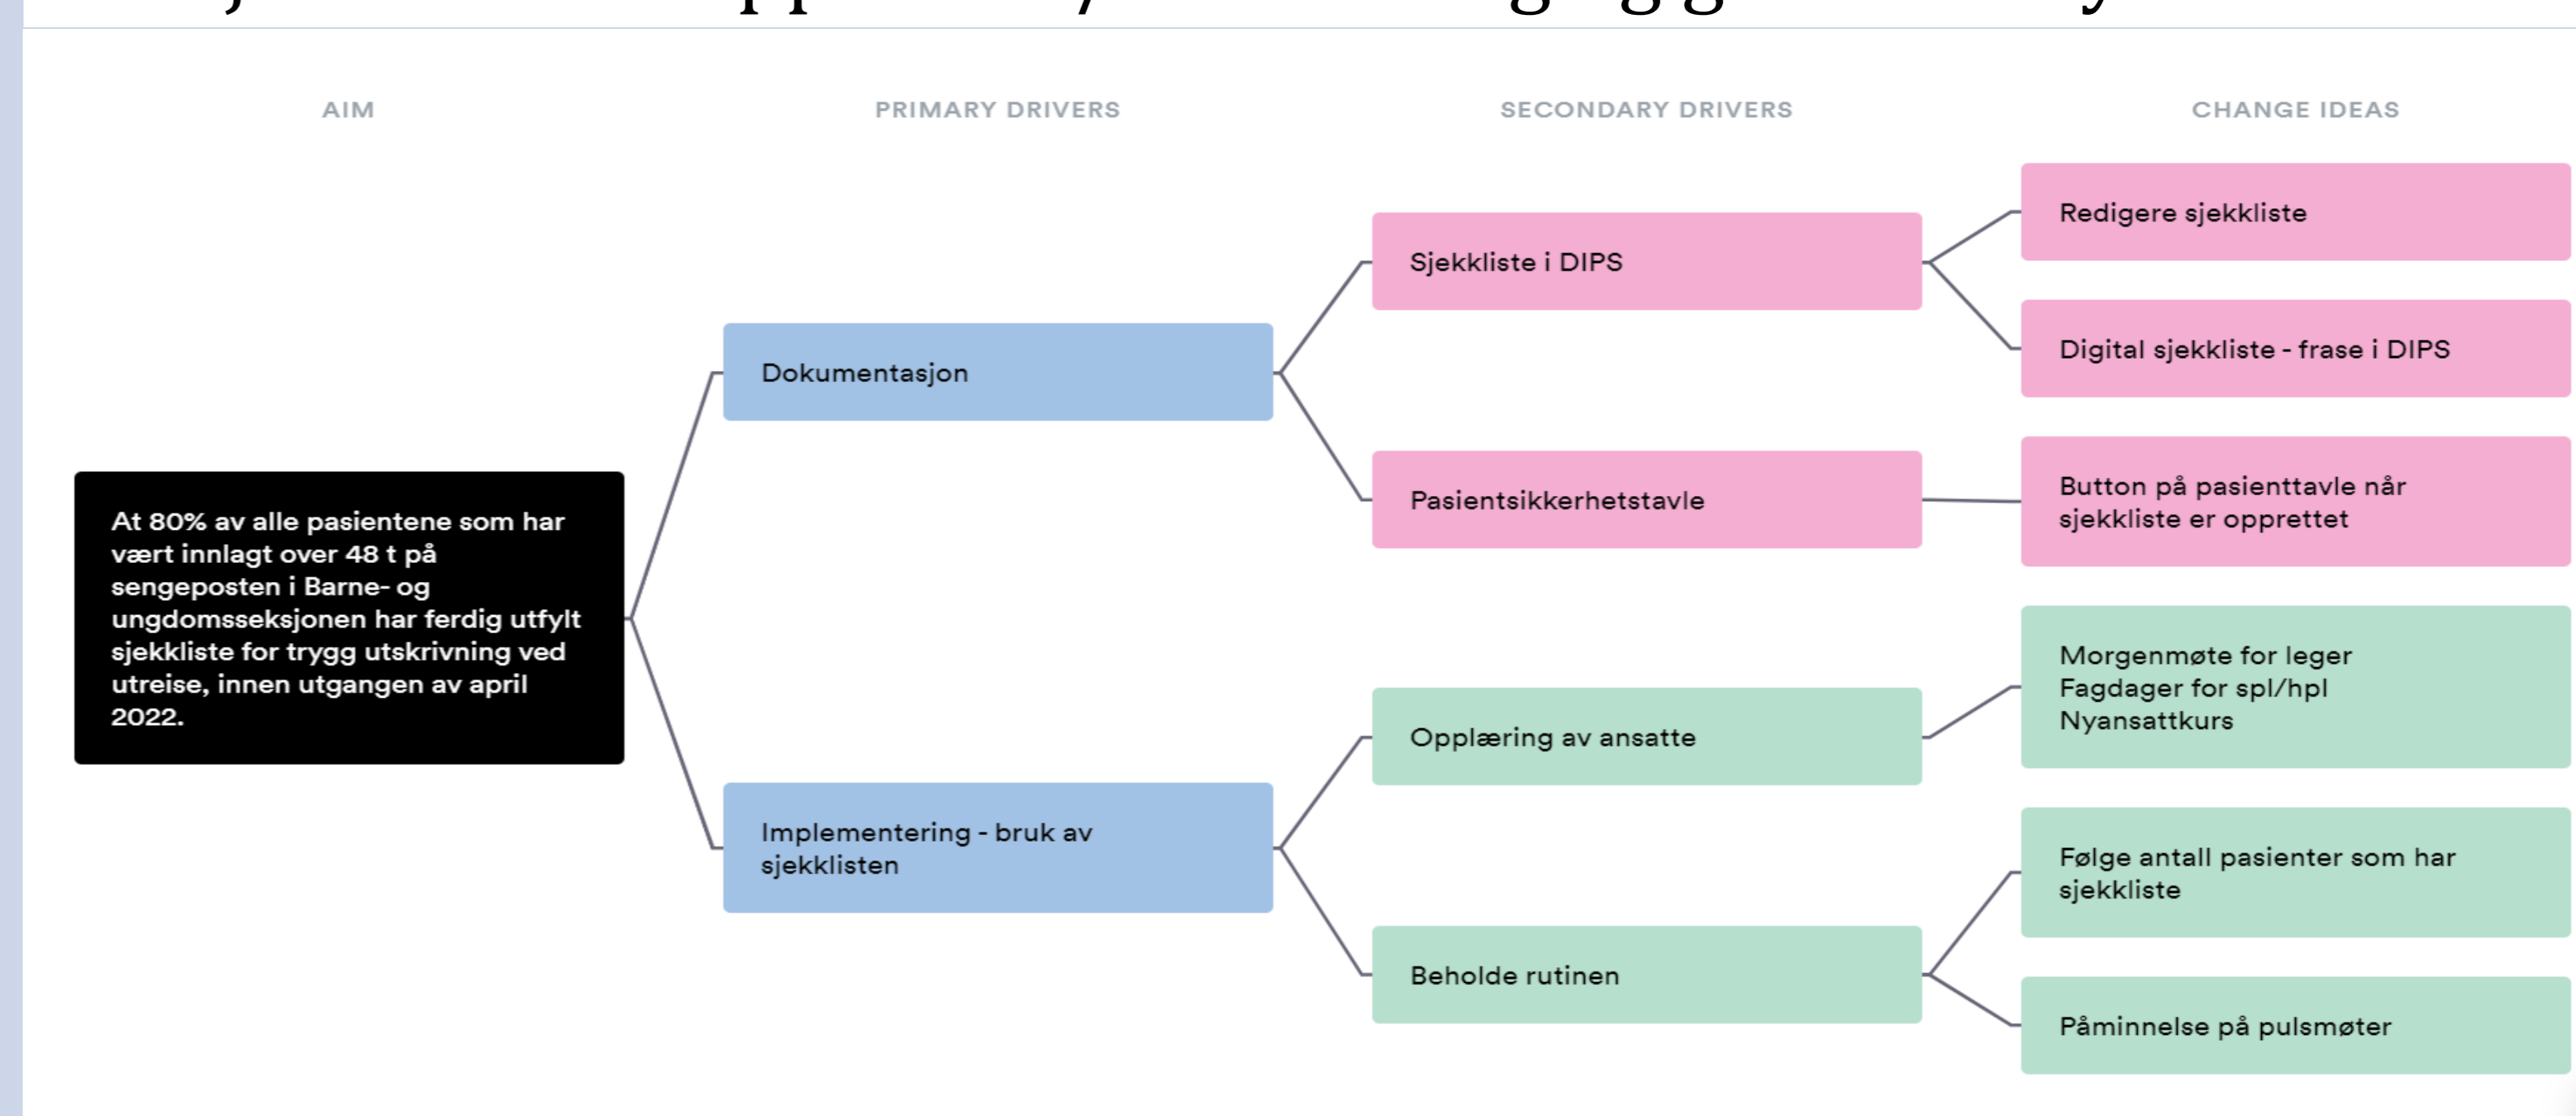 AIM
PRIMARY DRIVERS
SECONDARY DRIVERS
CHANGE IDEAS
At 80% av alle pasientene som har
vært innlagt over 48 t på
sengeposten i Barne- og
ungdomsseksjonen har ferdig utfylt
sjekkliste for trygg utskrivning ved
utreise, innen utgangen av april
2022.
Dokumentasjon
Implementering - bruk av
sjekklisten
Sjekkliste i DIPS
Pasientsikkerhetstavle
Opplæring av ansatte
Beholde rutinen
Redigere sjekkliste
Digital sjekkliste - frase i DIPS
Button på pasienttavle når
sjekkliste er opprettet
Morgenmøte for leger
Fagdager for spl/hpl
Nyansattkurs
Følge antall pasienter som har
sjekkliste
Påminnelse på pulsmøter